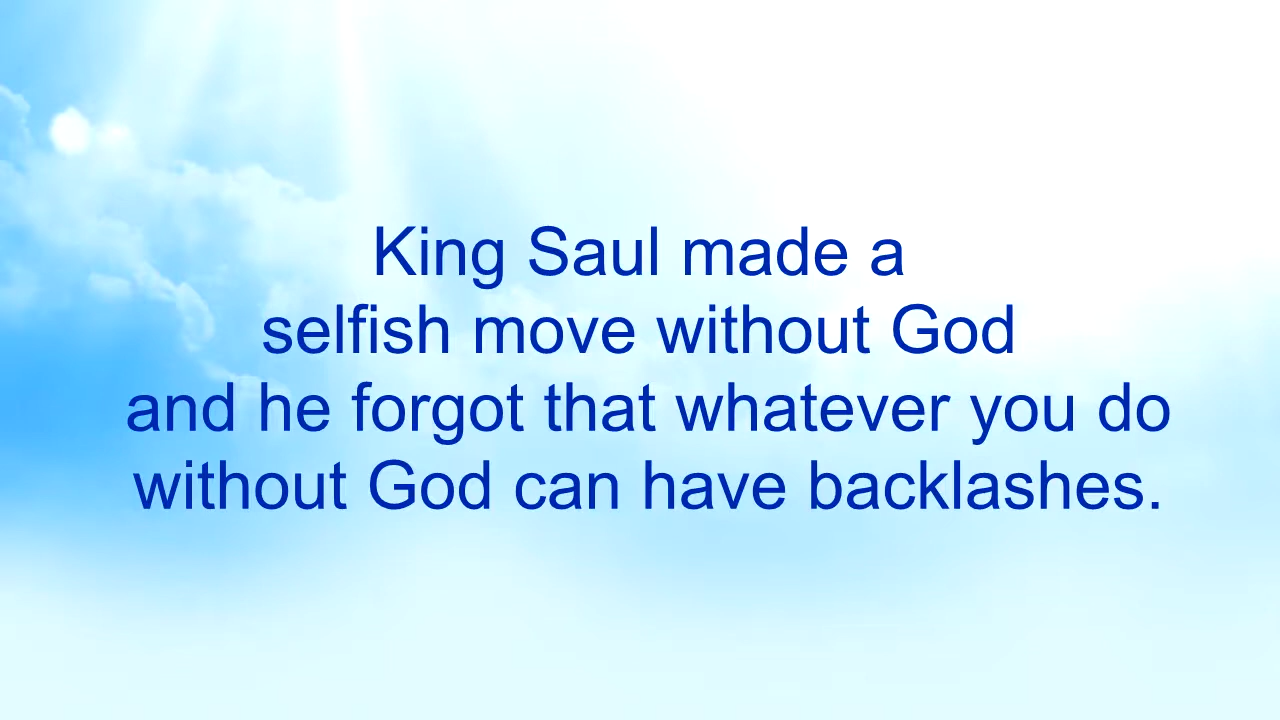 King Saul made a
selfish move without God
and he forgot that whatever you do
without God can have backlashes.